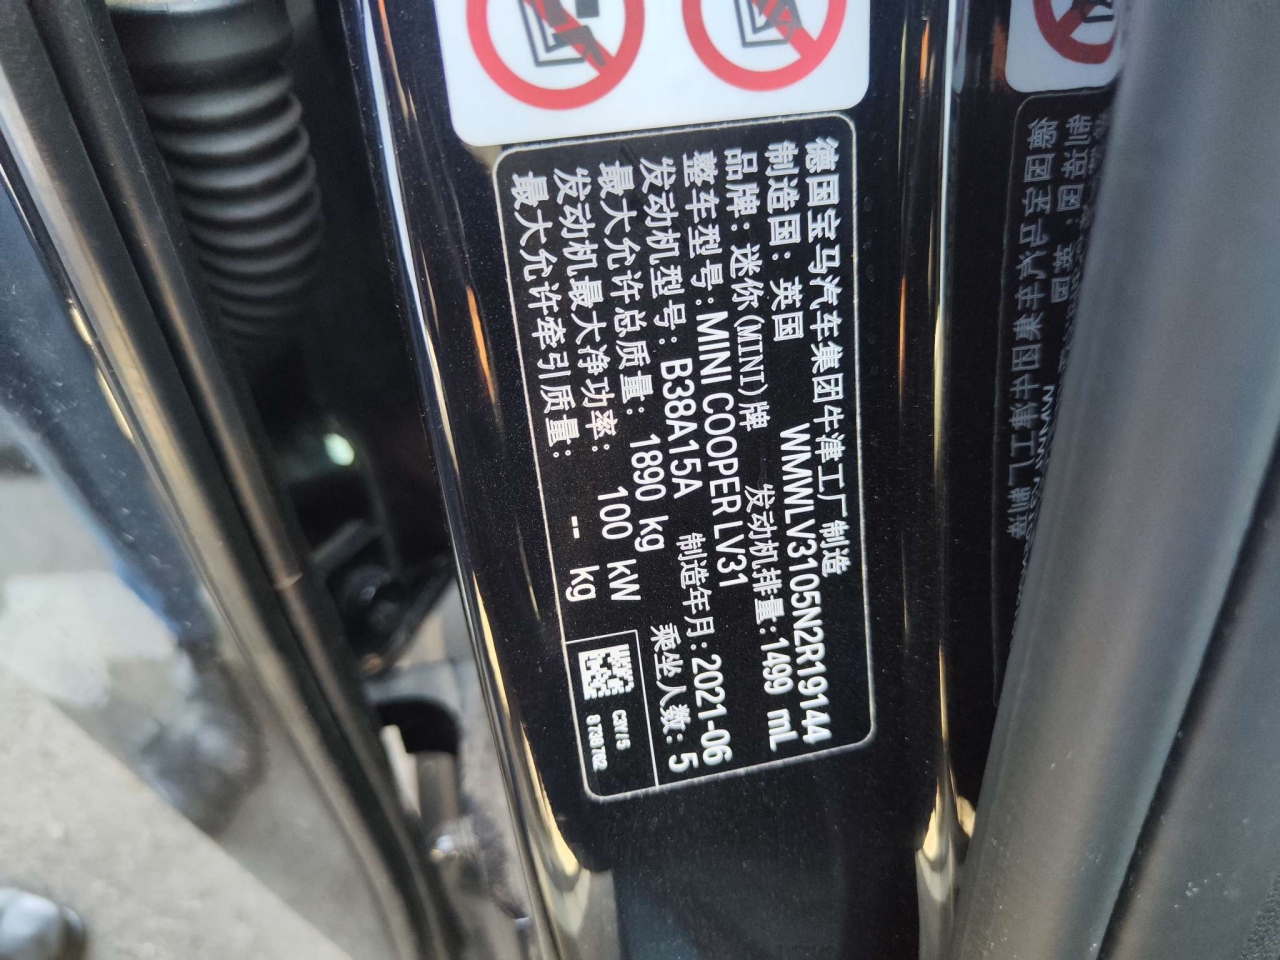 德国宝马汽车集团牛津工厂制造
制造国：英国 WMWLV3105N2R19144
品牌：迷你(MINI)牌 发动机排量:1499 mL
整车型号：MINI COOPER LV31
发动机型号：B38A15A 制造年月：2021-06
最大允许总质量：1890 kg 乘坐人数：5
发动机最大净功率：100 kW
最大允许牵引质量：-- kg
C3Y/5
8738762